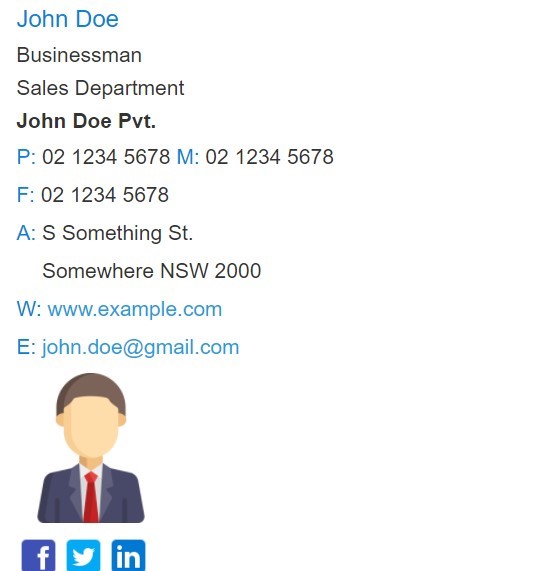 John Doe
Businessman
Sales Department
John Doe Pvt.
P: 02 1234 5678 M: 02 1234 5678
F: 02 1234 5678
A: S Something St.
Somewhere NSW 2000
W: www.example.com
E: john.doe@gmail.com
f in